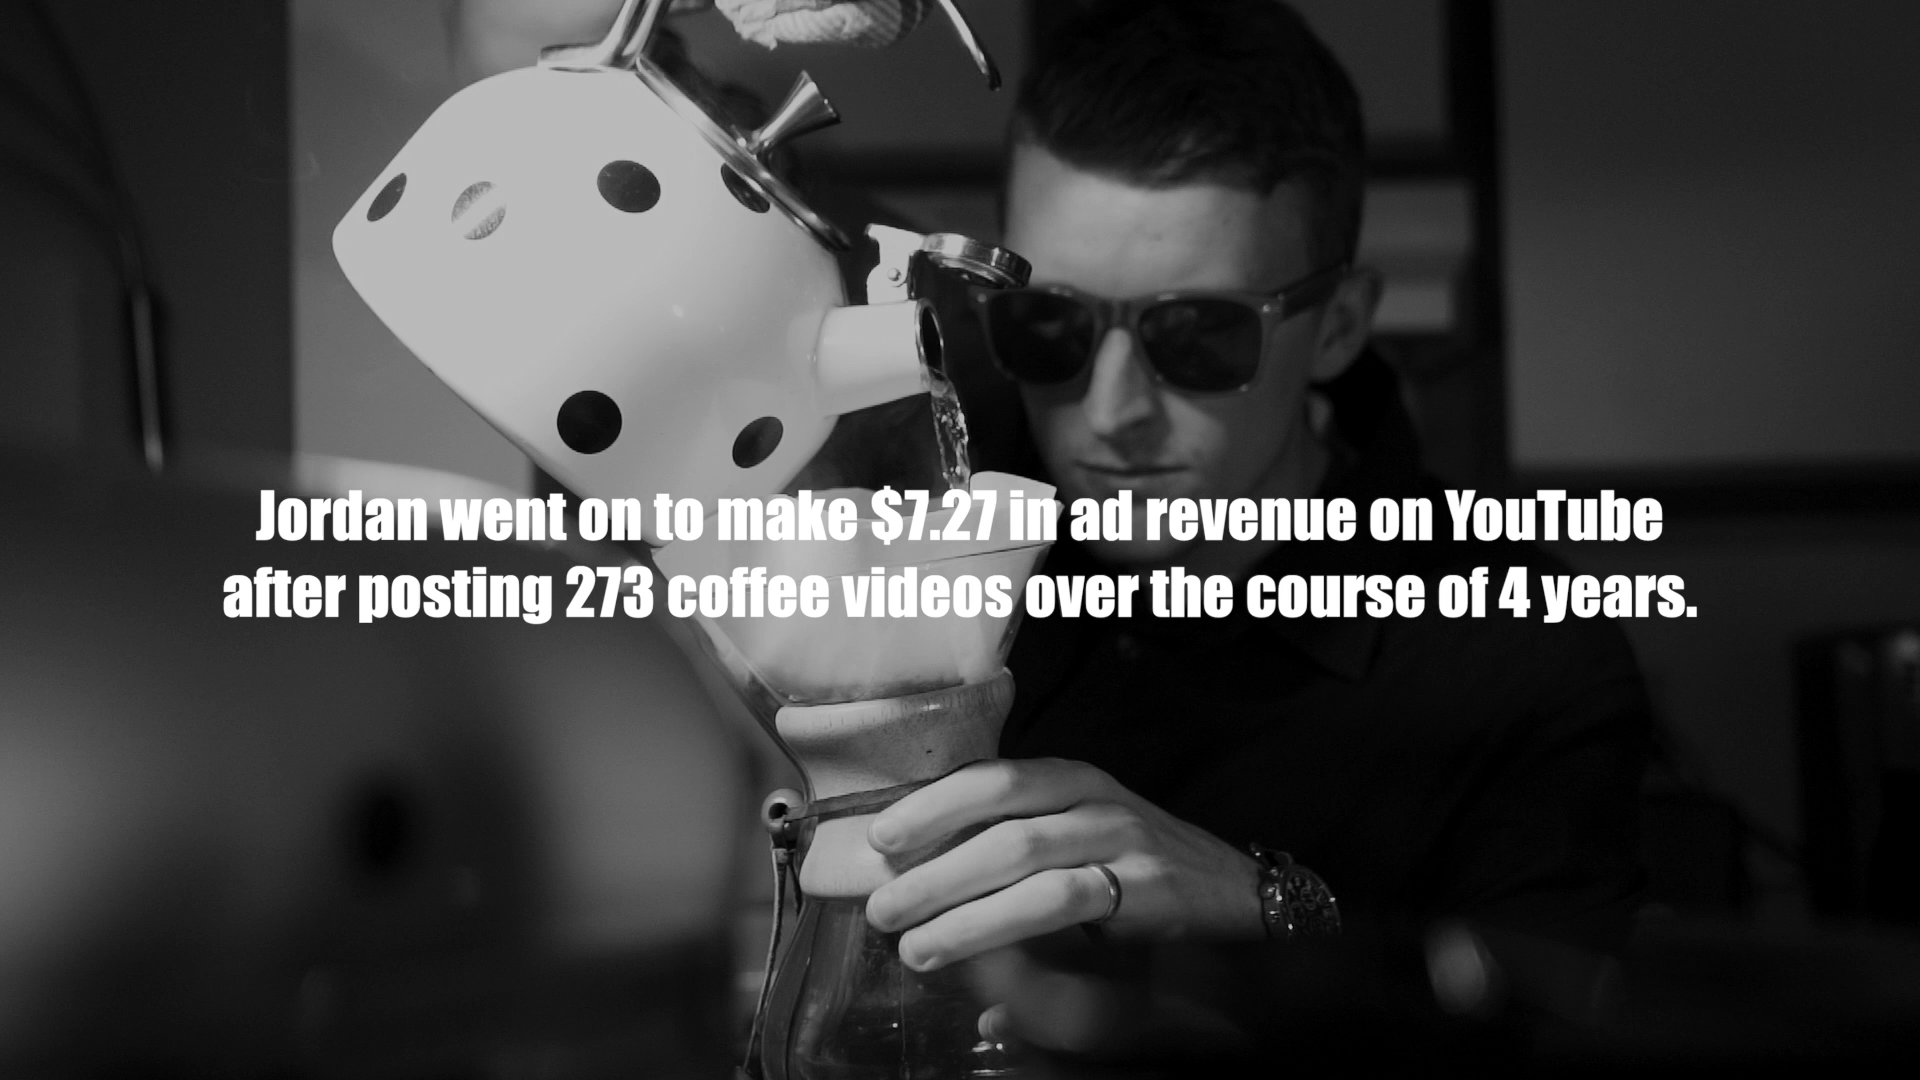 Jordan went on to make $7.27 in ad revenue on YouTube
after posting 273 coffee videos over the course of 4 years.